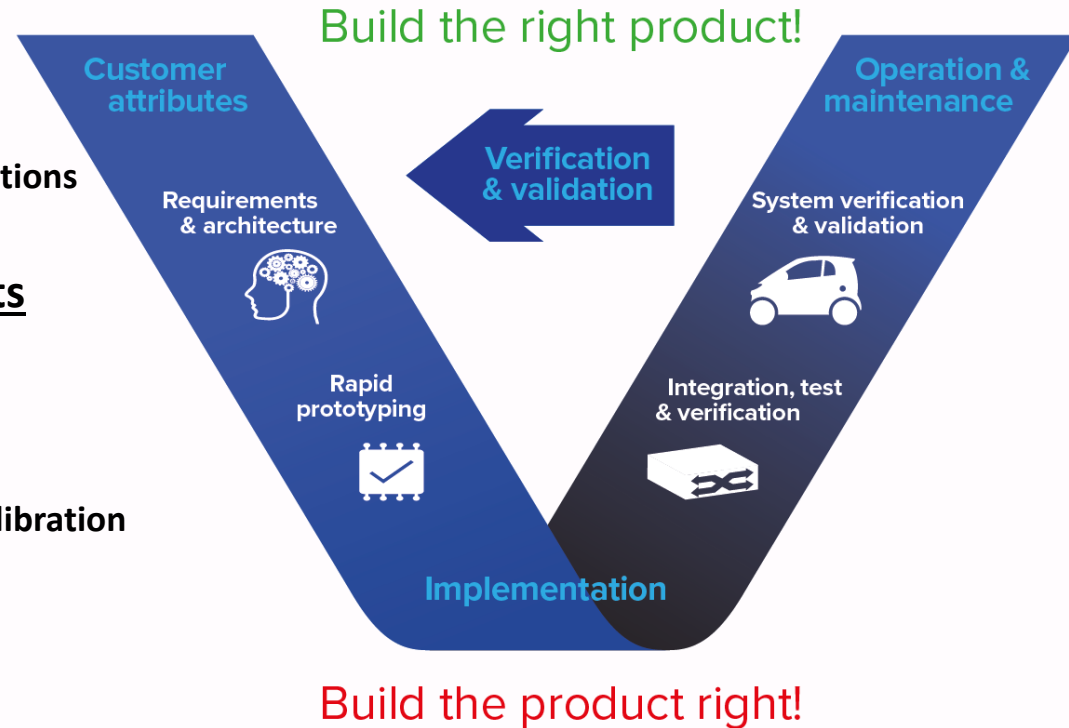 Build the right product!
Customer
attributes
Operation &
maintenance
Verification
& validation
tions
Requirements
& architecture
System verification
& validation
ts
Rapid
prototyping
Integration, test
& verification
libration
Implementation
Build the product right!